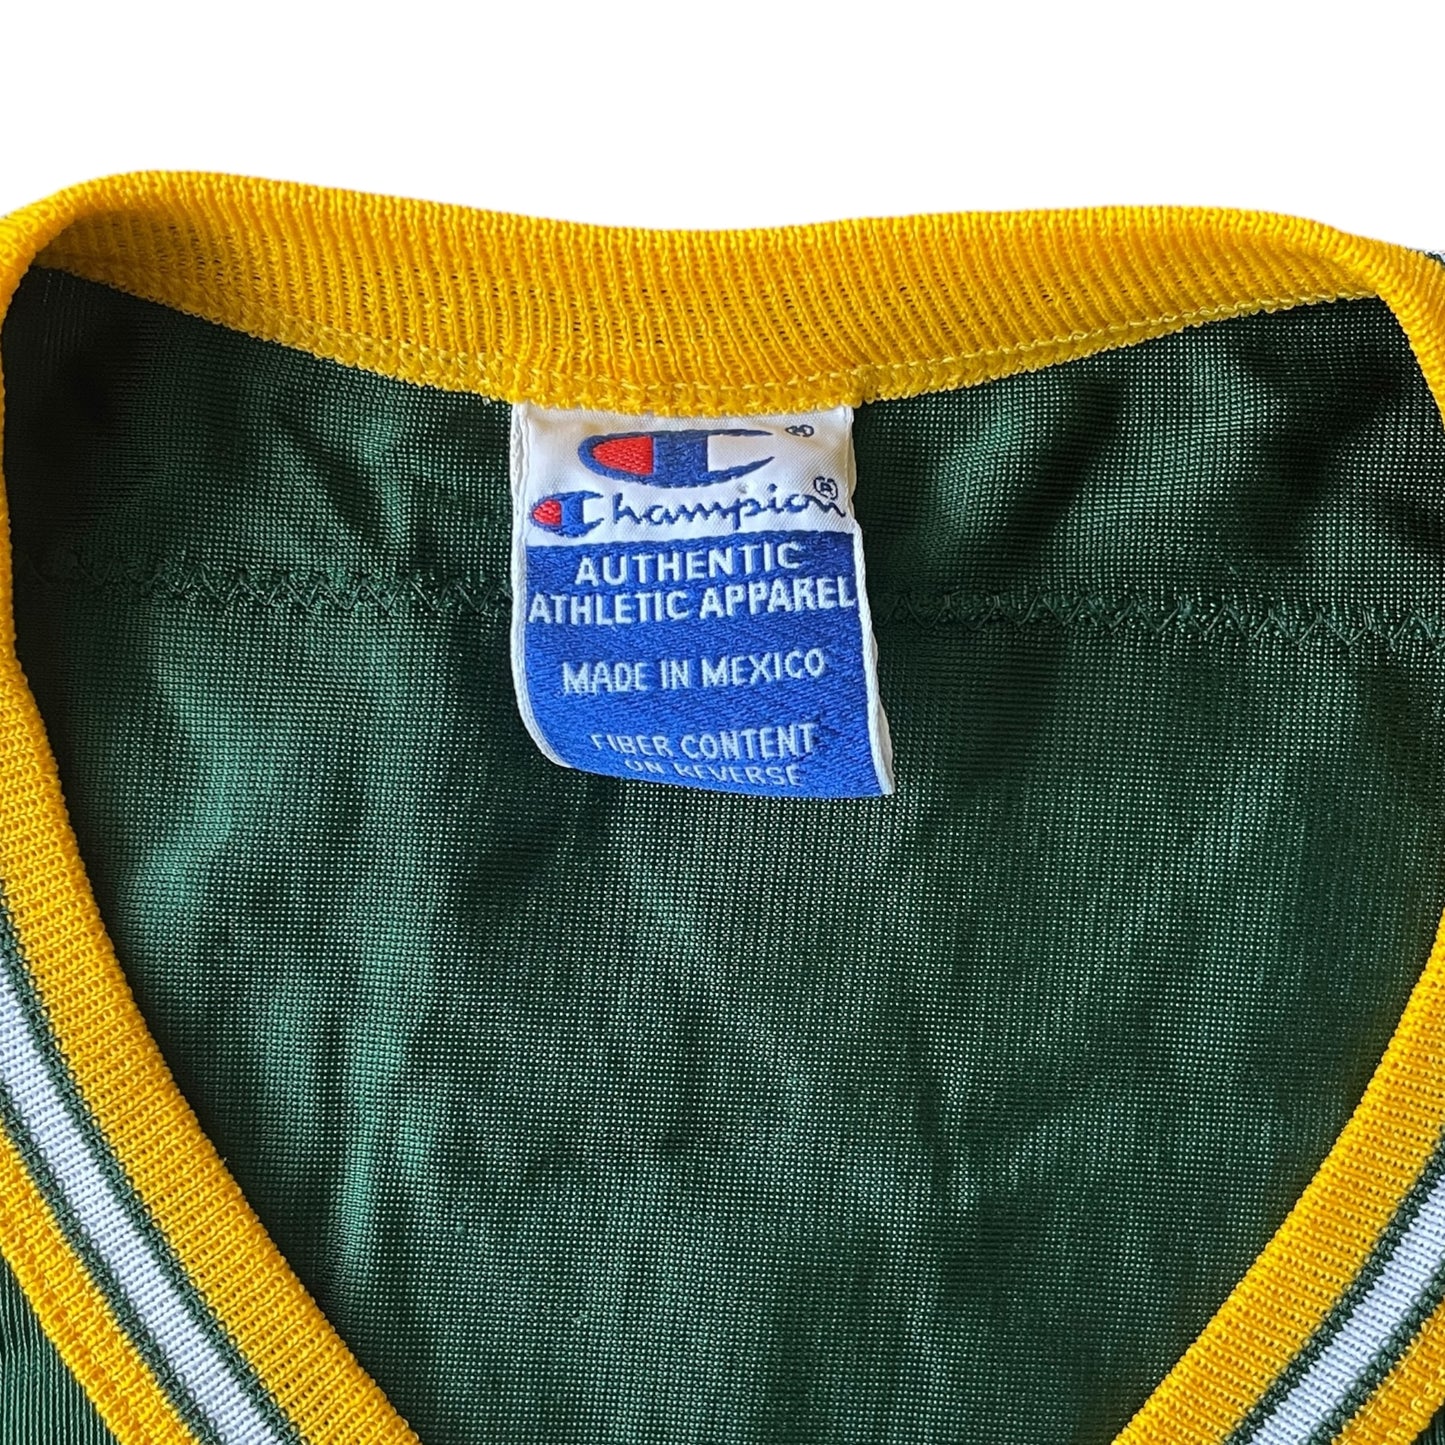 Champion®
AUTHENTIC
ATHLETIC APPAREL
MADE IN MEXICO
FIBER CONTENT
ON REVERSE